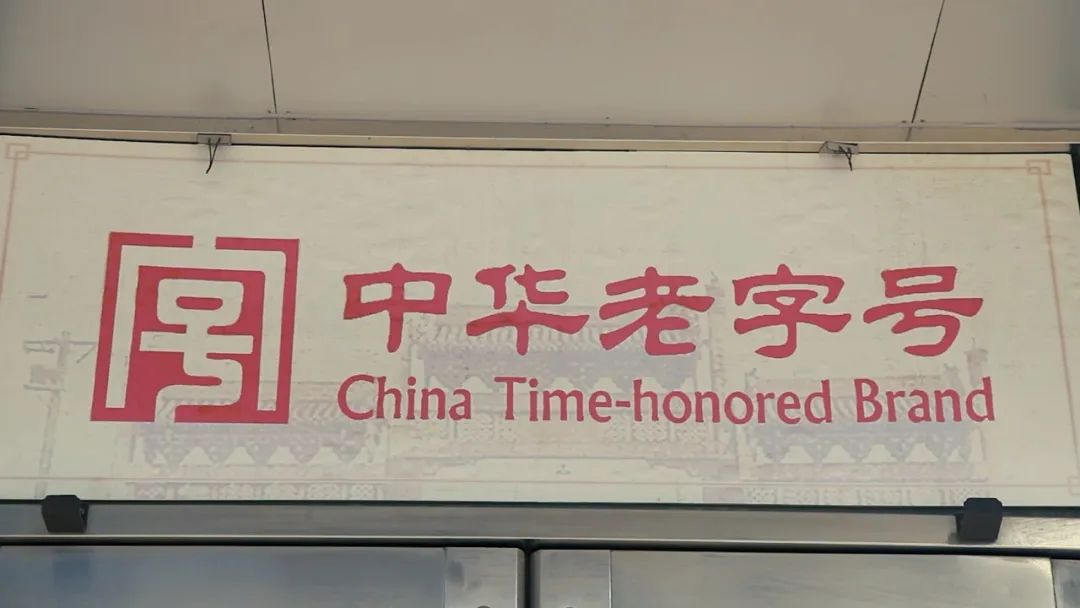 中华老字号
China Time-honored Brand